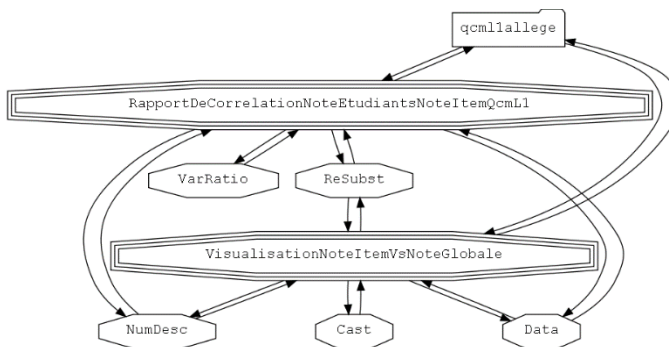 qcml1allege
RapportDeCorrelationNoteEtudiantsNoteItemQcmL1
VarRatio
ReSubst
VisualisationNoteItemVsNoteGlobale
NumDesc
Cast
Data